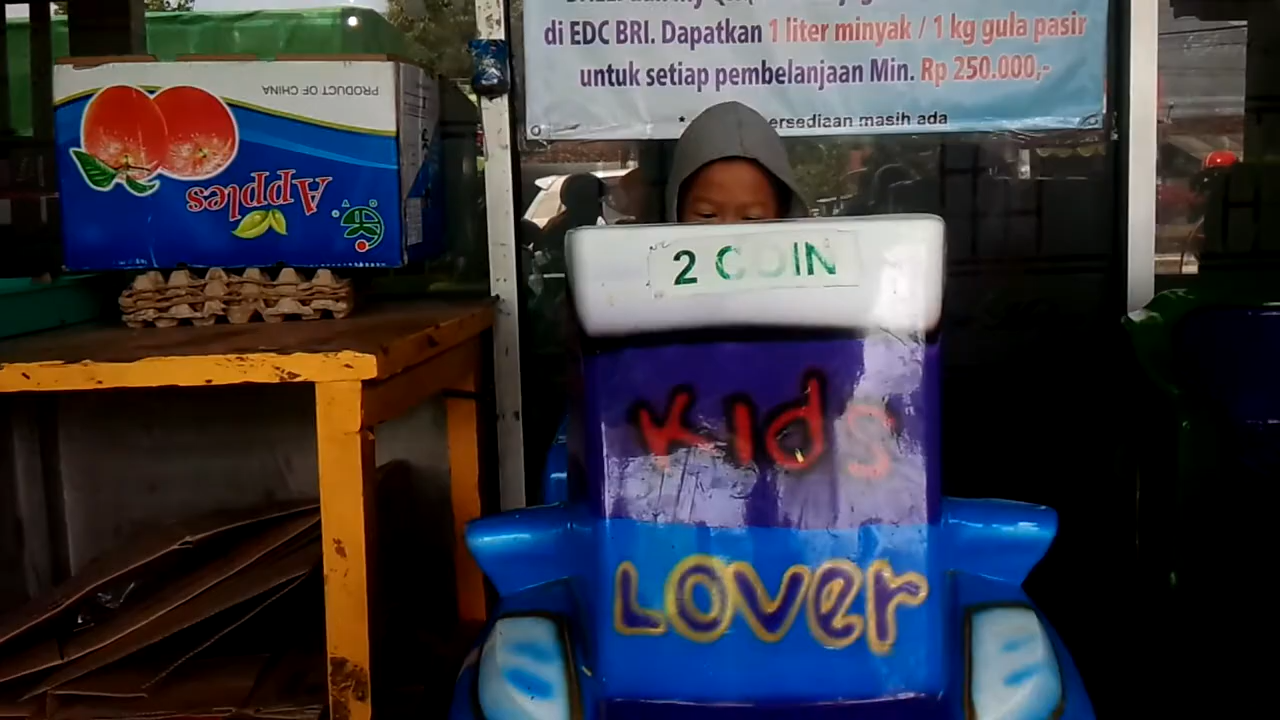 di EDC BRI. Dapatkan 1 liter minyak / 1 kg gula pasir
untuk setiap pembelanjaan Min. Rp 250.000,-
ersediaan masih ada
PRODUCT OF CHINA
Apples
2 COIN
Kids
Lover